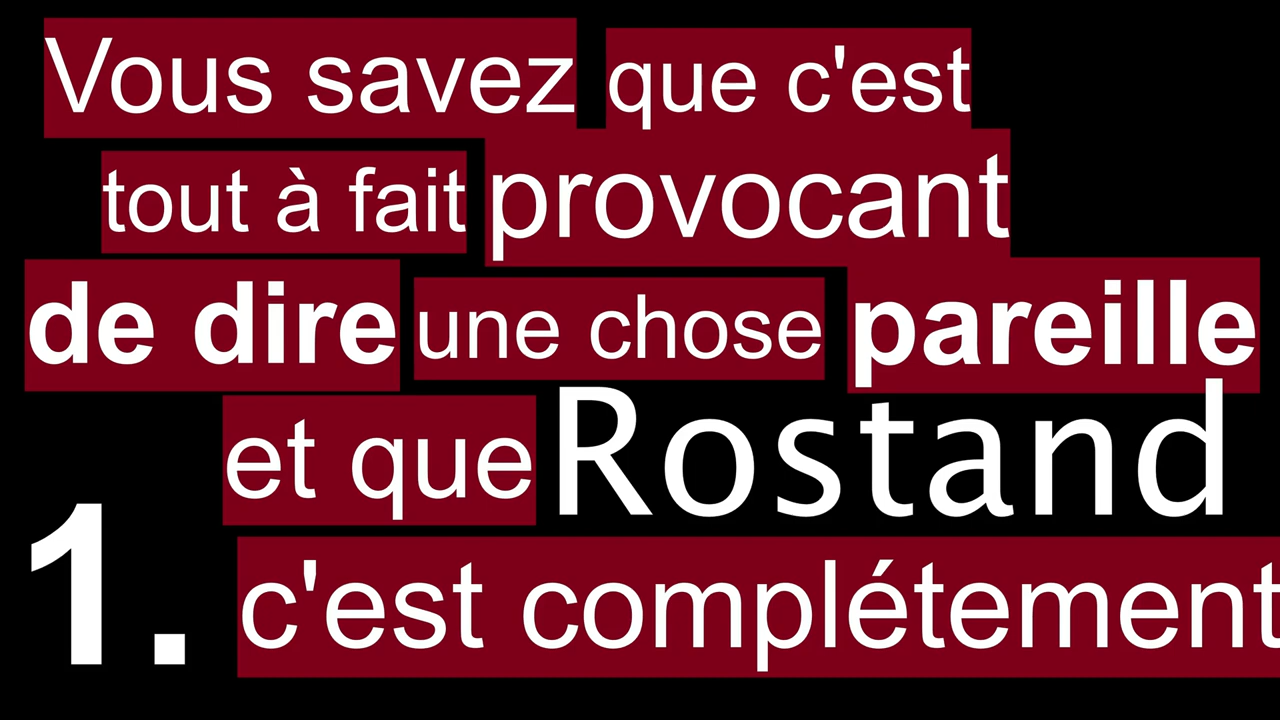 Vous savez que c'est
tout à fait provocant
de dire une chose pareille
et que Rostand
1. c'est complétement